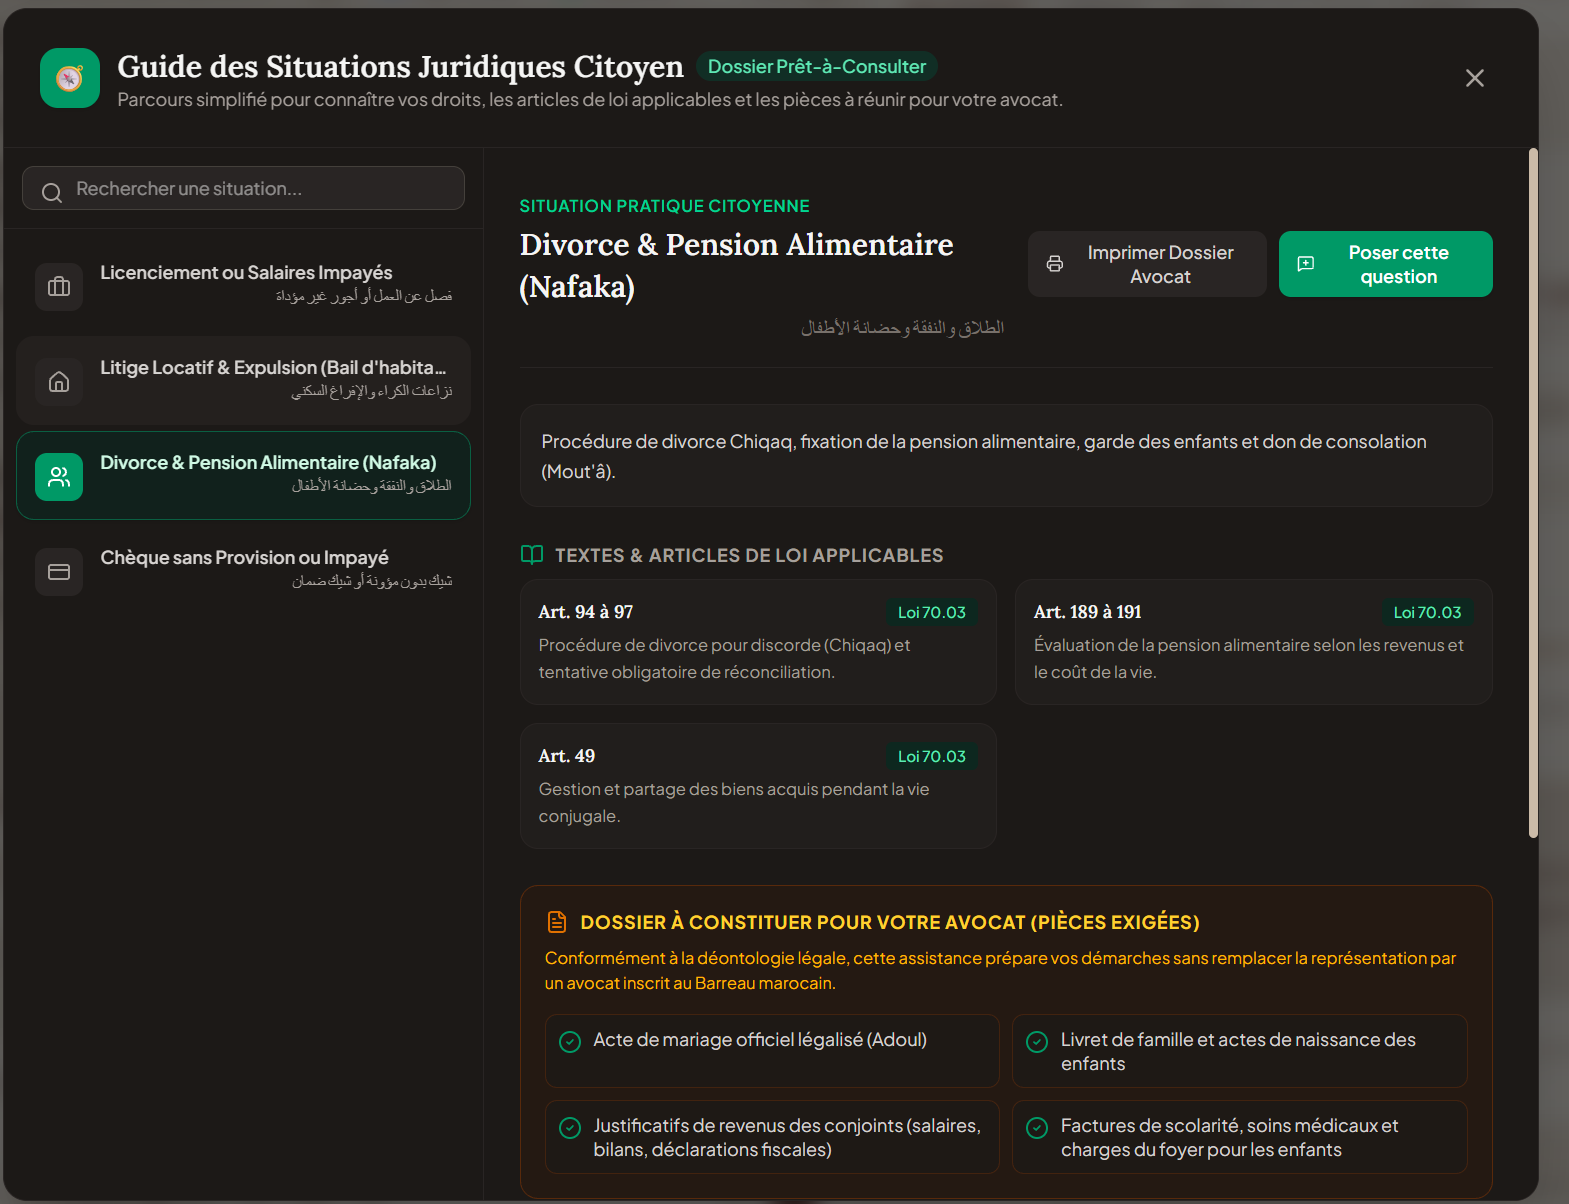 Guide des Situations Juridiques Citoyen
Dossier Prêt-à-Consulter
Parcours simplifié pour connaître vos droits, les articles de loi applicables et les pièces à réunir pour votre avocat.
Rechercher une situation...
Licenciement ou Salaires Impayés
فصل عن العمل أو أجور غير مؤداة
Litige Locatif & Expulsion (Bail d'habita...
نزاعات الكراء والإفراغ السكني
Divorce & Pension Alimentaire (Nafaka)
الطلاق والنفقة وحضانة الأطفال
Chèque sans Provision ou Impayé
شيك بدون مؤونة أو شيك ضمان
SITUATION PRATIQUE CITOYENNE
Divorce & Pension Alimentaire
(Nafaka)
الطلاق والنفقة وحضانة الأطفال
Imprimer Dossier
Avocat
Poser cette
question
Procédure de divorce Chiqaq, fixation de la pension alimentaire, garde des enfants et don de consolation
(Mout'â).
TEXTES & ARTICLES DE LOI APPLICABLES
Art. 94 à 97
Loi 70.03
Procédure de divorce pour discorde (Chiqaq) et
tentative obligatoire de réconciliation.
Art. 189 à 191
Loi 70.03
Évaluation de la pension alimentaire selon les revenus et
le coût de la vie.
Art. 49
Loi 70.03
Gestion et partage des biens acquis pendant la vie
conjugale.
DOSSIER À CONSTITUER POUR VOTRE AVOCAT (PIÈCES EXIGÉES)
Conformément à la déontologie légale, cette assistance prépare vos démarches sans remplacer la représentation par
un avocat inscrit au Barreau marocain.
Acte de mariage officiel légalisé (Adoul)
Livret de famille et actes de naissance des
enfants
Justificatifs de revenus des conjoints (salaires,
bilans, déclarations fiscales)
Factures de scolarité, soins médicaux et
charges du foyer pour les enfants